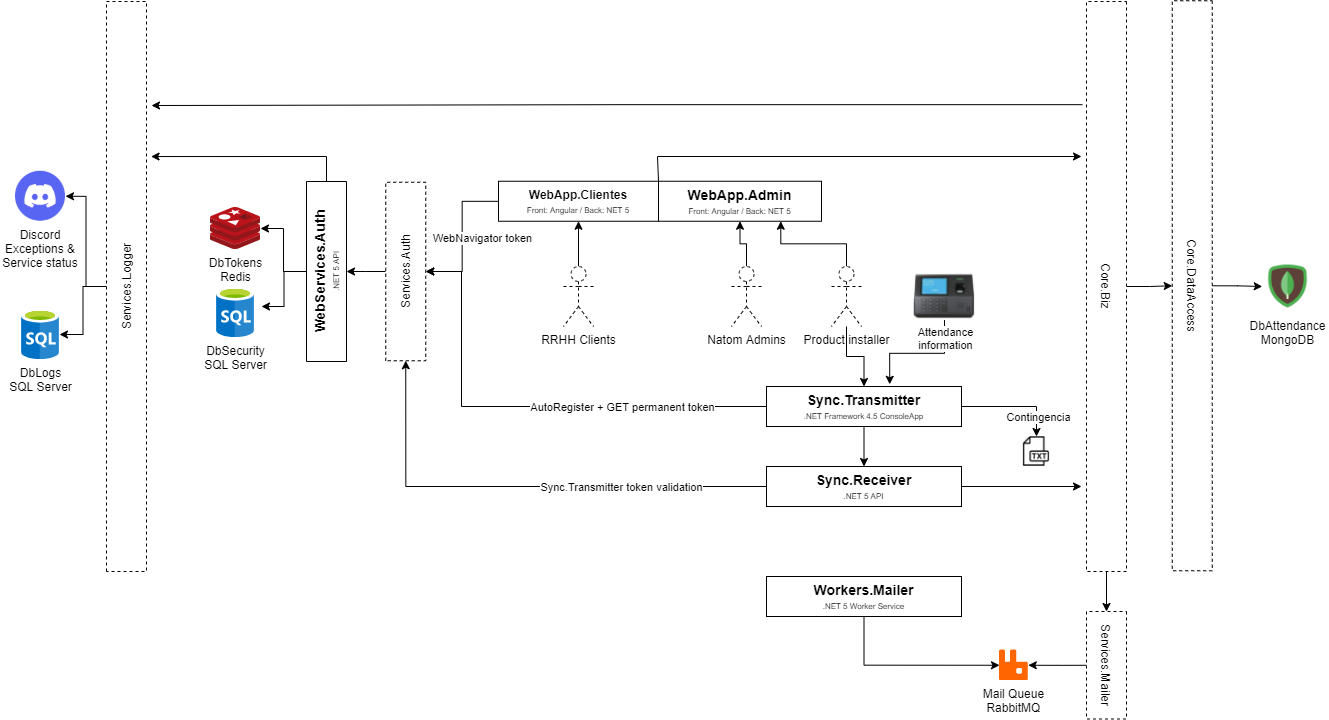 Discord
Exceptions &
Service status
DbLogs
SQL Server
SQL
Services.Logger
DbTokens
Redis
SQL
DbSecurity
SQL Server
WebServices.Auth
.NET 5 API
Services.Auth
WebNavigator token
WebApp.Clientes
Front: Angular / Back: NET 5
WebApp.Admin
Front: Angular / Back: NET 5
RRHH Clients
Natom Admins
Product installer
Attendance
information
AutoRegister + GET permanent token
Sync.Transmitter
.NET Framework 4.5 ConsoleApp
Contingencia
TXT
Sync.Transmitter token validation
Sync.Receiver
.NET 5 API
Workers.Mailer
.NET 5 Worker Service
Mail Queue
RabbitMQ
Core.Biz
Services.Mailer
Core.DataAccess
DbAttendance
MongoDB